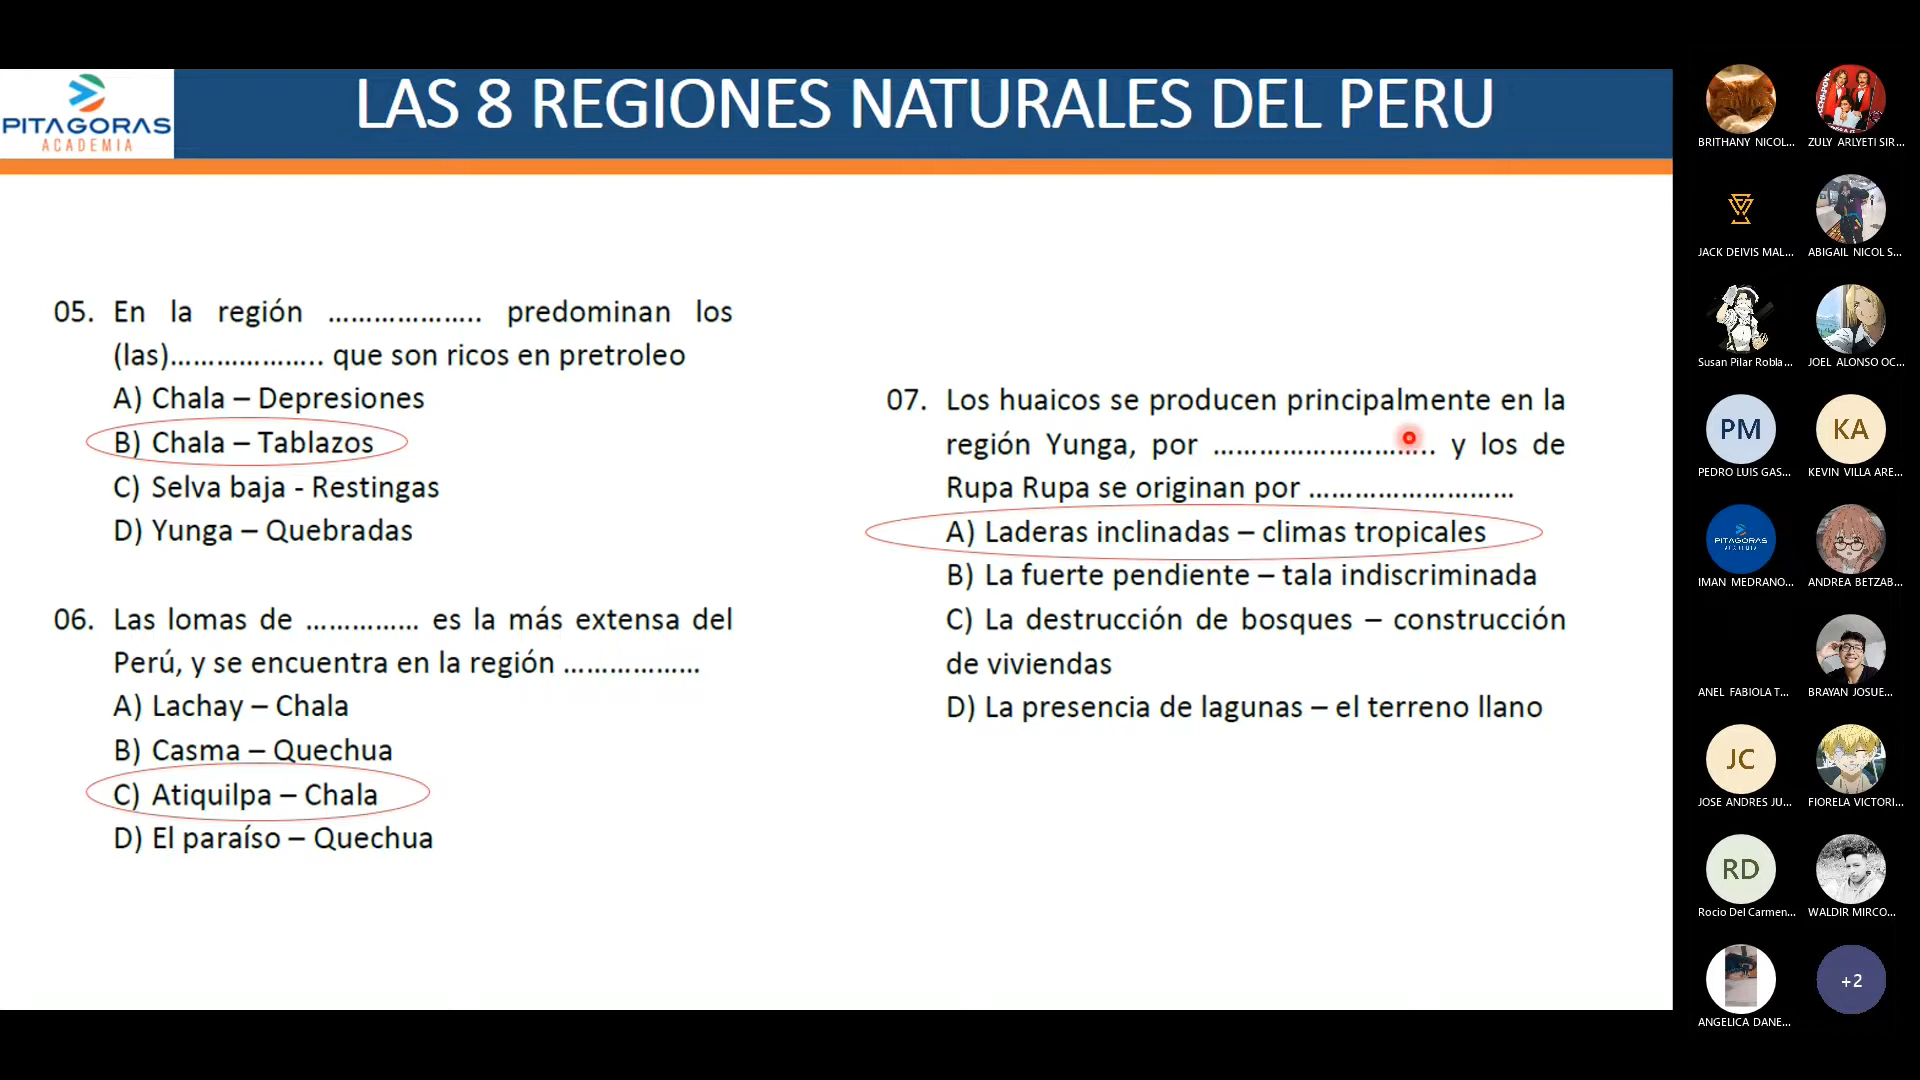 PITAGORAS
ACADEMIA
LAS 8 REGIONES NATURALES DEL PERU
05. En la región ……………….. predominan los
(las)……………….. que son ricos en pretroleo
A) Chala – Depresiones
B) Chala – Tablazos
C) Selva baja - Restingas
D) Yunga – Quebradas
06. Las lomas de …………… es la más extensa del
Perú, y se encuentra en la región ………………
A) Lachay – Chala
B) Casma – Quechua
C) Atiquilpa – Chala
D) El paraíso – Quechua
07. Los huaicos se producen principalmente en la
región Yunga, por ……………………….. y los de
Rupa Rupa se originan por ………………………
A) Laderas inclinadas – climas tropicales
B) La fuerte pendiente – tala indiscriminada
C) La destrucción de bosques – construcción
de viviendas
D) La presencia de lagunas – el terreno llano
BRITHANY NICOL...
ZULY ARLYETI SIR...
JACK DEIVIS MAL...
ABIGAIL NICOL S...
Susan Pilar Robla...
JOEL ALONSO OC...
PM
PEDRO LUIS GAS...
KA
KEVIN VILLA ARE...
PITAGORAS
ACADEMIA
IMAN MEDRANO...
ANDREA BETZAB...
ANEL FABIOLA T...
BRAYAN JOSUE...
JC
JOSE ANDRES JU...
FIORELA VICTORI...
RD
Rocio Del Carmen...
WALDIR MIRCO...
ANGELICA DANE...
+2